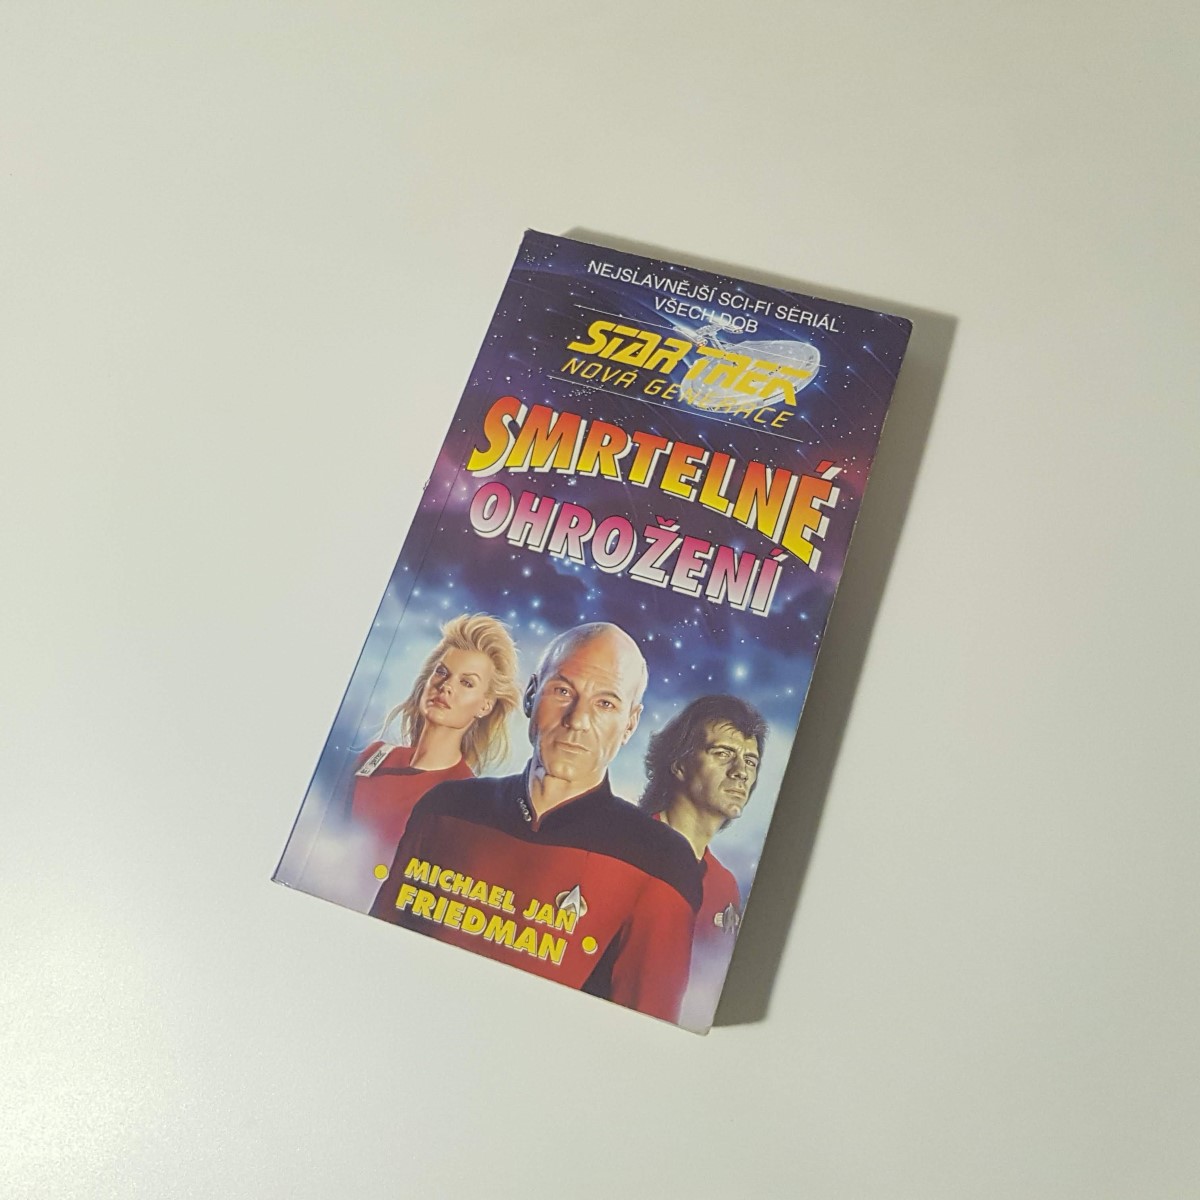 NEJSLAVNĚJŠÍ SCI-FI SERIÁL
VŠECH DOB
STAR TREK
NOVÁ GENERACE
SMRTELNÉ
OHROŽENÍ
MICHAEL JAN
FRIEDMAN